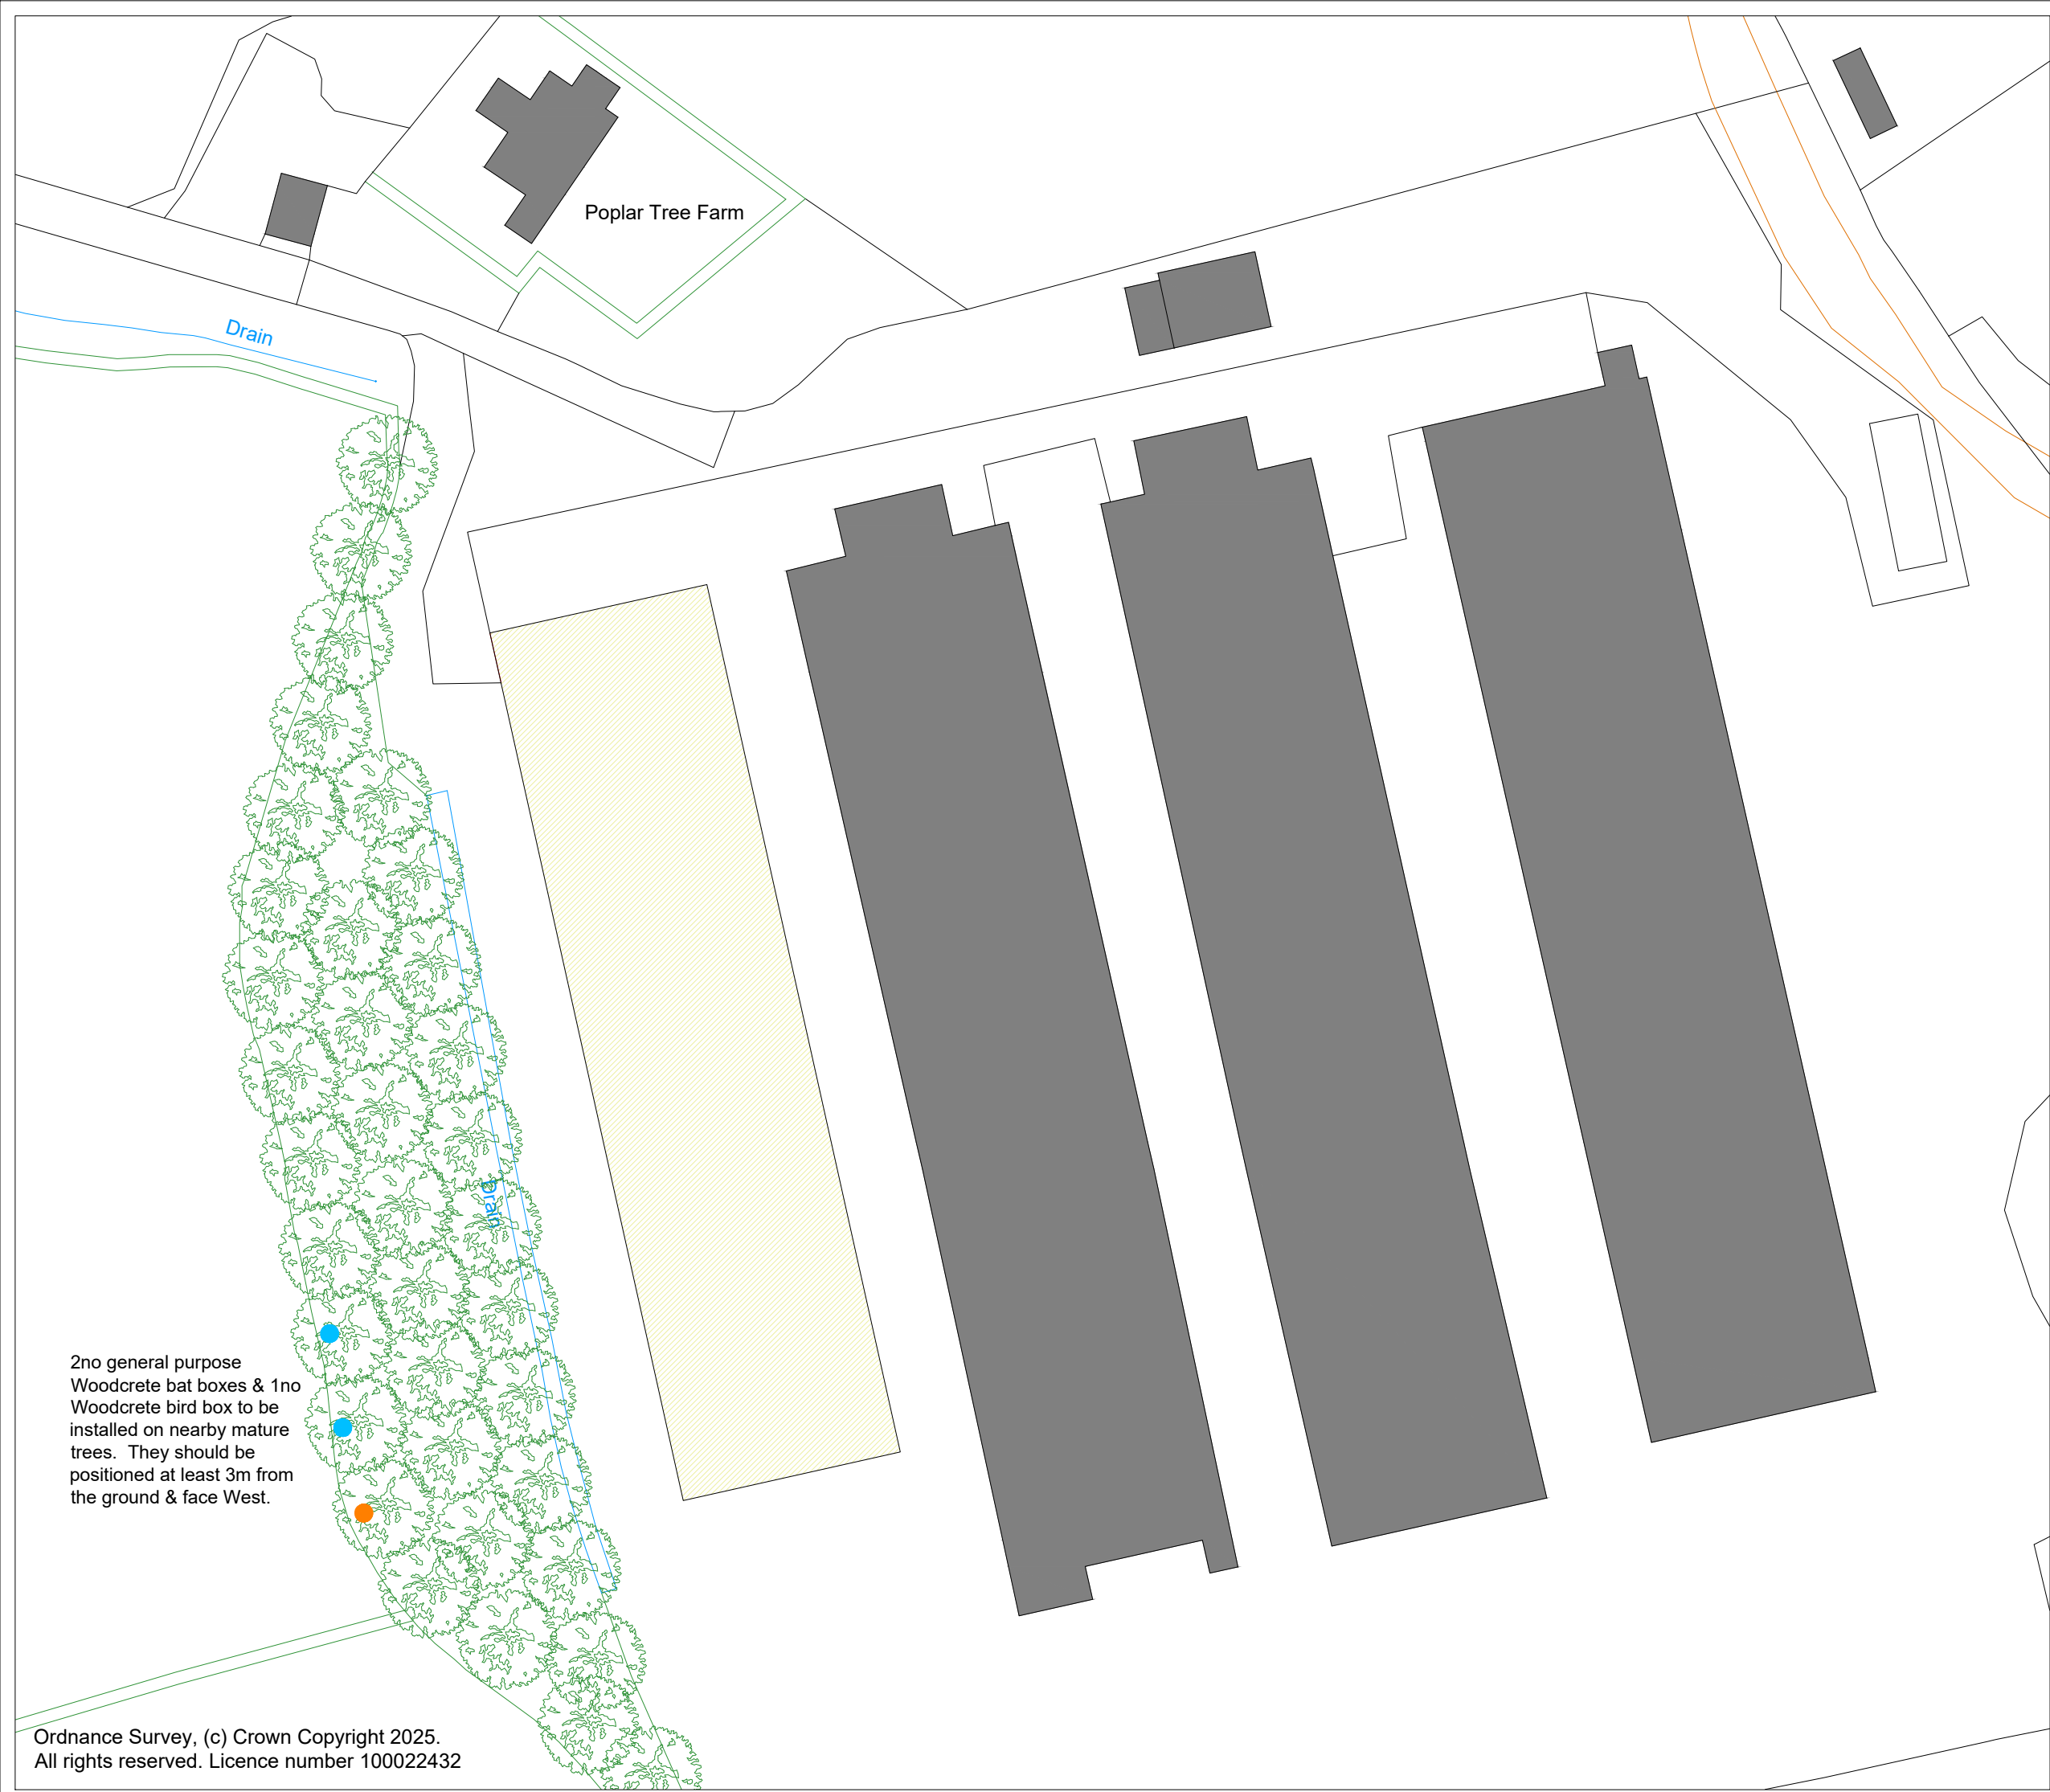 Poplar Tree Farm
Drain
Drain
2no general purpose
Woodcrete bat boxes & 1no
Woodcrete bird box to be
installed on nearby mature
trees.  They should be
positioned at least 3m from
the ground & face West.
Ordnance Survey, (c) Crown Copyright 2025.
All rights reserved. Licence number 100022432